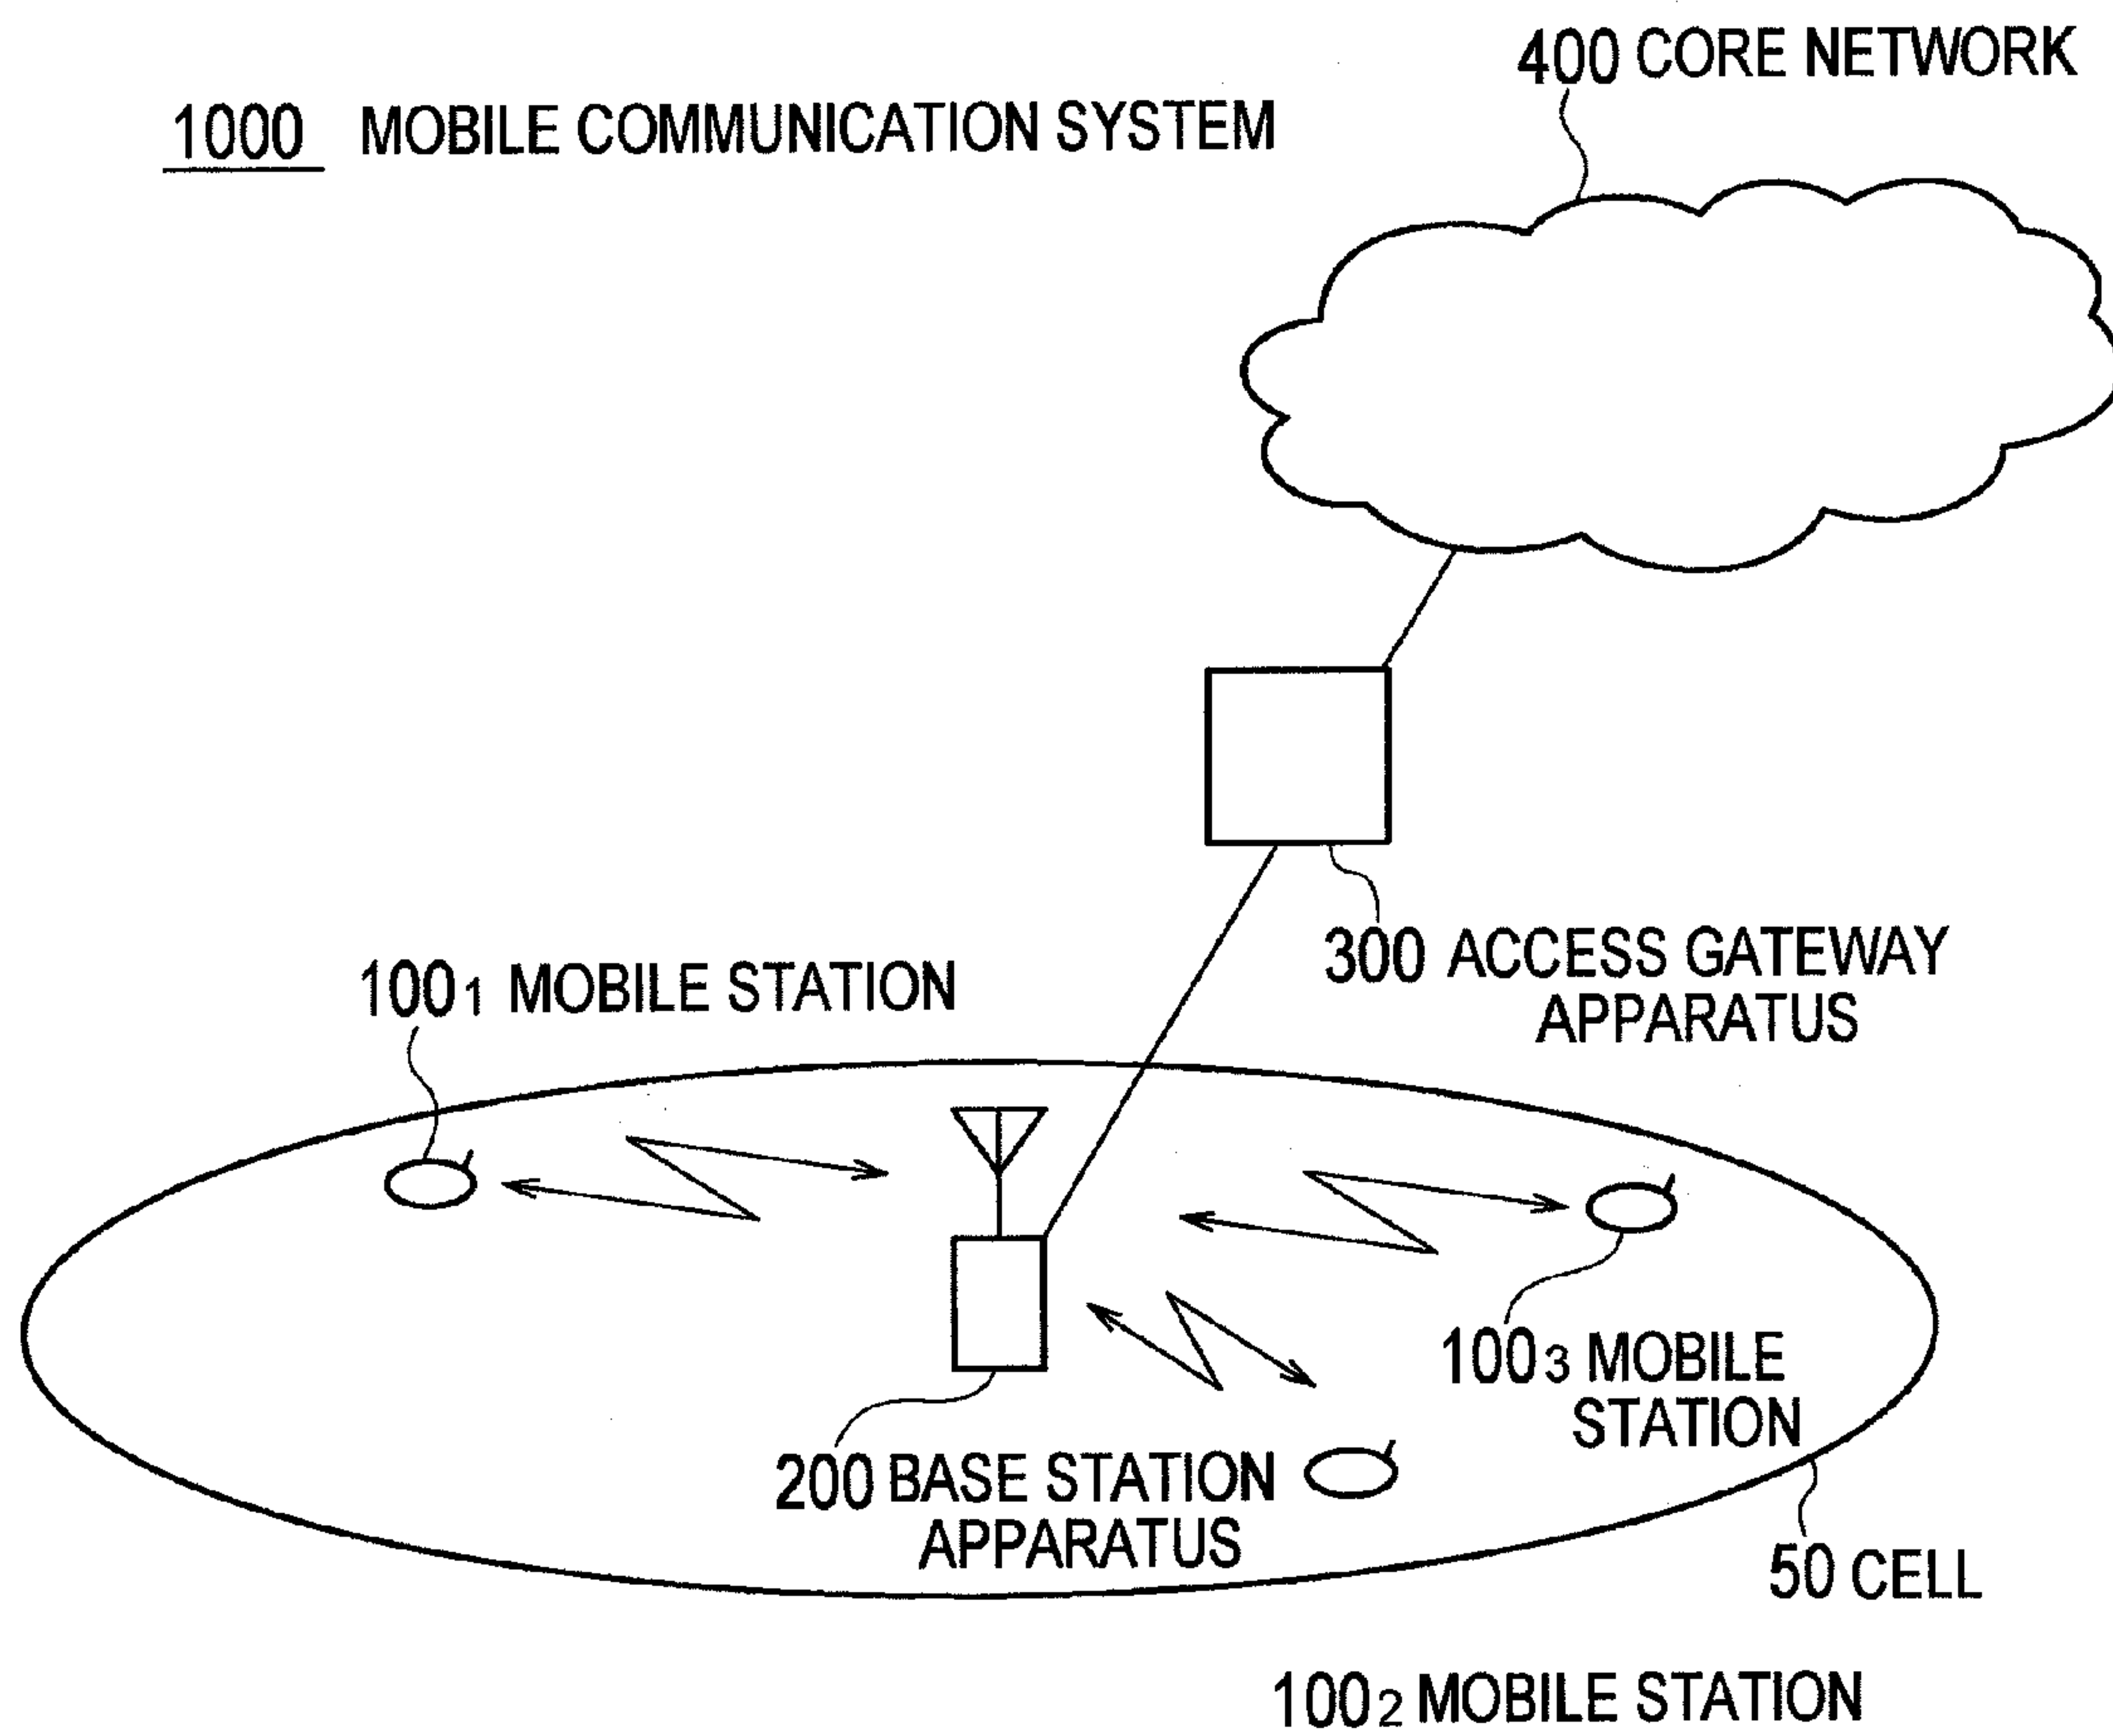 400 CORE NETWORK
1000 MOBILE COMMUNICATION SYSTEM
300 ACCESS GATEWAY
APPARATUS
100₁ MOBILE STATION
100₃ MOBILE
STATION
200 BASE STATION
APPARATUS
50 CELL
100₂ MOBILE STATION